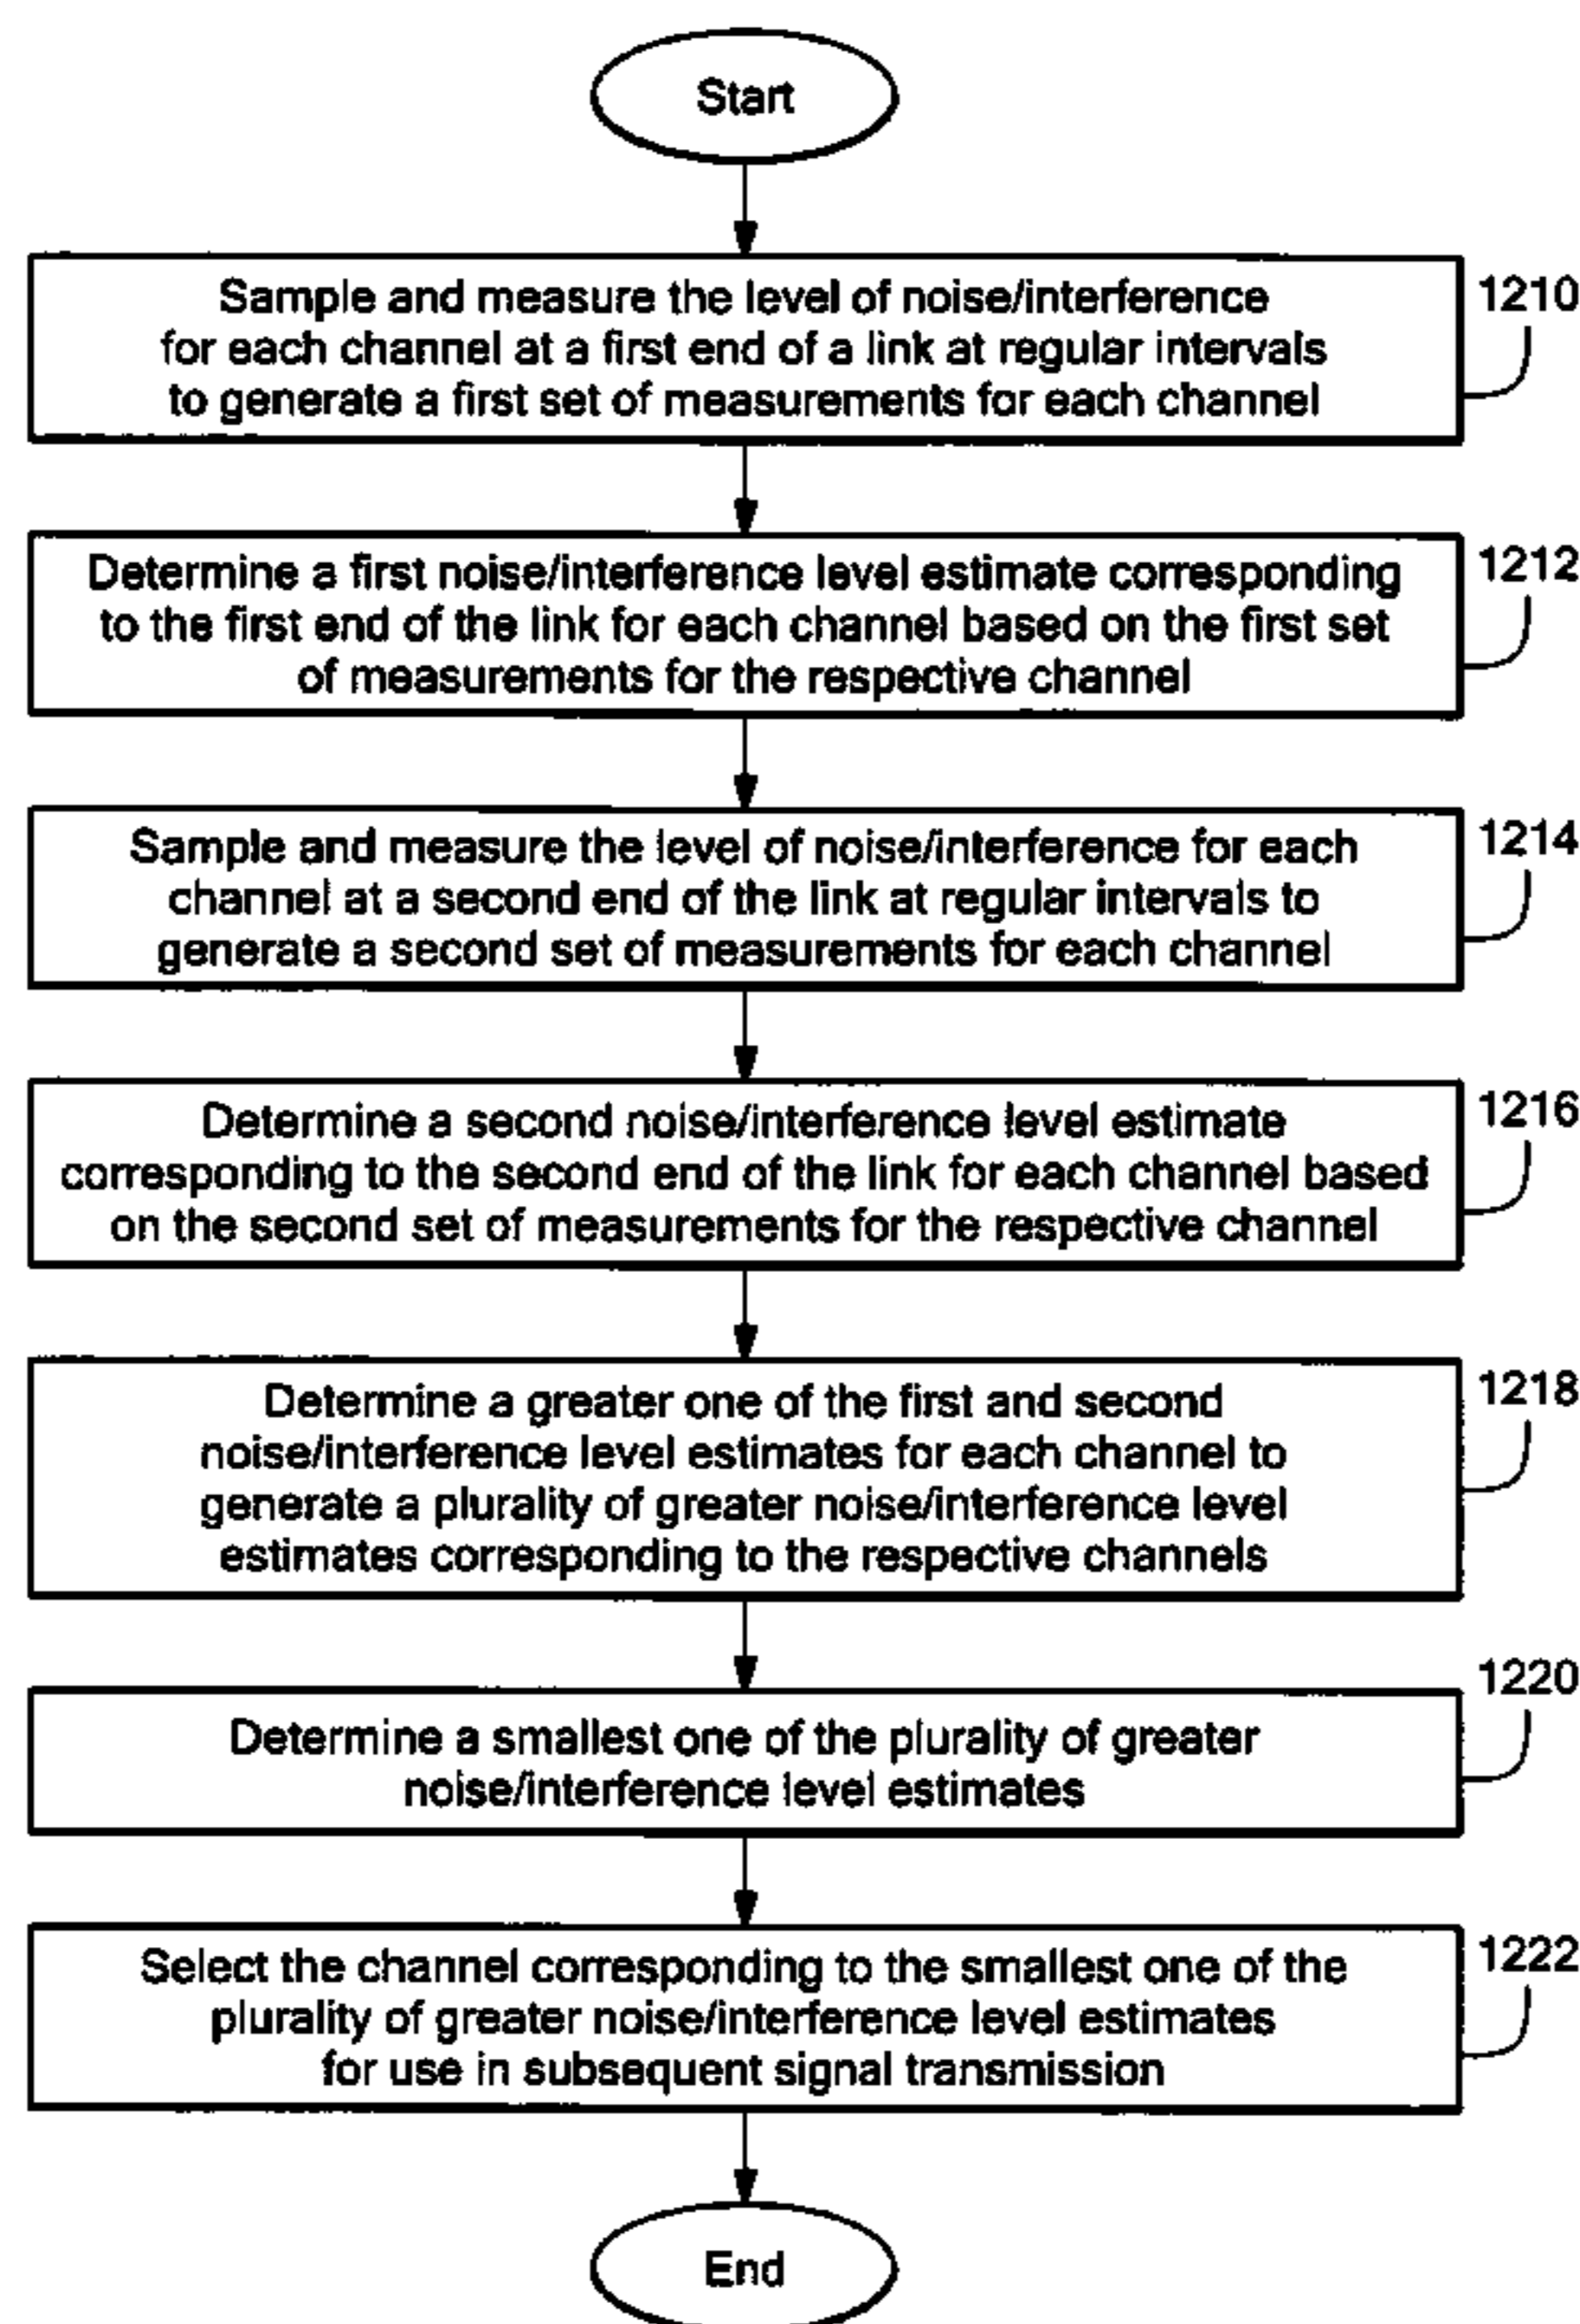 Start
Sample and measure the level of noise/interference
for each channel at a first end of a link at regular intervals
to generate a first set of measurements for each channel
1210
Determine a first noise/interference level estimate corresponding
to the first end of the link for each channel based on the first set
of measurements for the respective channel
1212
Sample and measure the level of noise/interference for each
channel at a second end of the link at regular intervals to
generate a second set of measurements for each channel
1214
Determine a second noise/interference level estimate
corresponding to the second end of the link for each channel based
on the second set of measurements for the respective channel
1216
Determine a greater one of the first and second
noise/interference level estimates for each channel to
generate a plurality of greater noise/interference level
estimates corresponding to the respective channels
1218
Determine a smallest one of the plurality of greater
noise/interference level estimates
1220
Select the channel corresponding to the smallest one of the
plurality of greater noise/interference level estimates
for use in subsequent signal transmission
1222
End